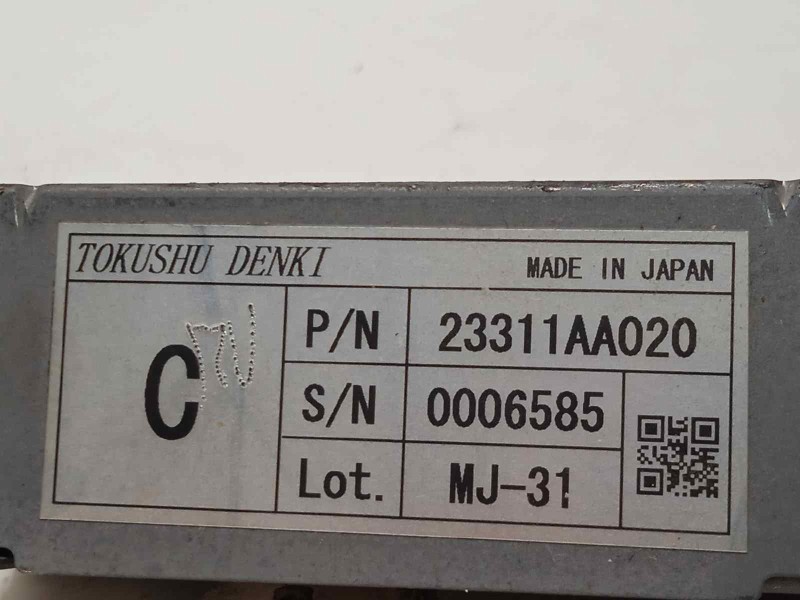 TOKUSHU DENKI MADE IN JAPAN
C
P/N 23311AA020
S/N 0006585
Lot. MJ-31